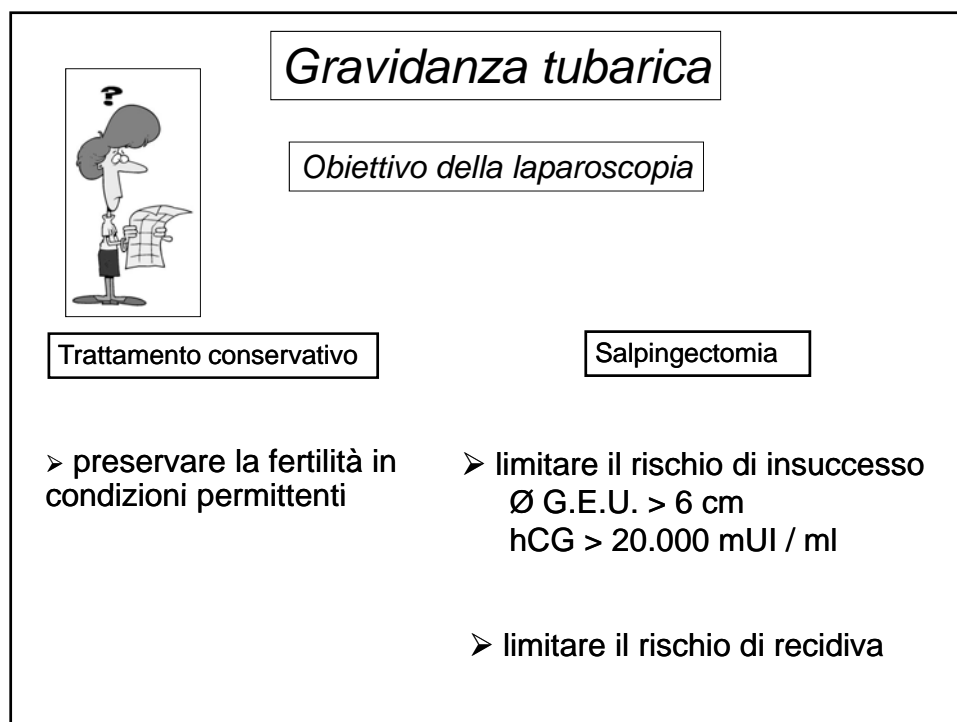 Gravidanza tubarica
?
Obiettivo della laparoscopia
Trattamento conservativo
➢ preservare la fertilità in
condizioni permittenti
Salpingectomia
➢ limitare il rischio di insuccesso
Ø G.E.U. > 6 cm
hCG > 20.000 mUI / ml
➢ limitare il rischio di recidiva